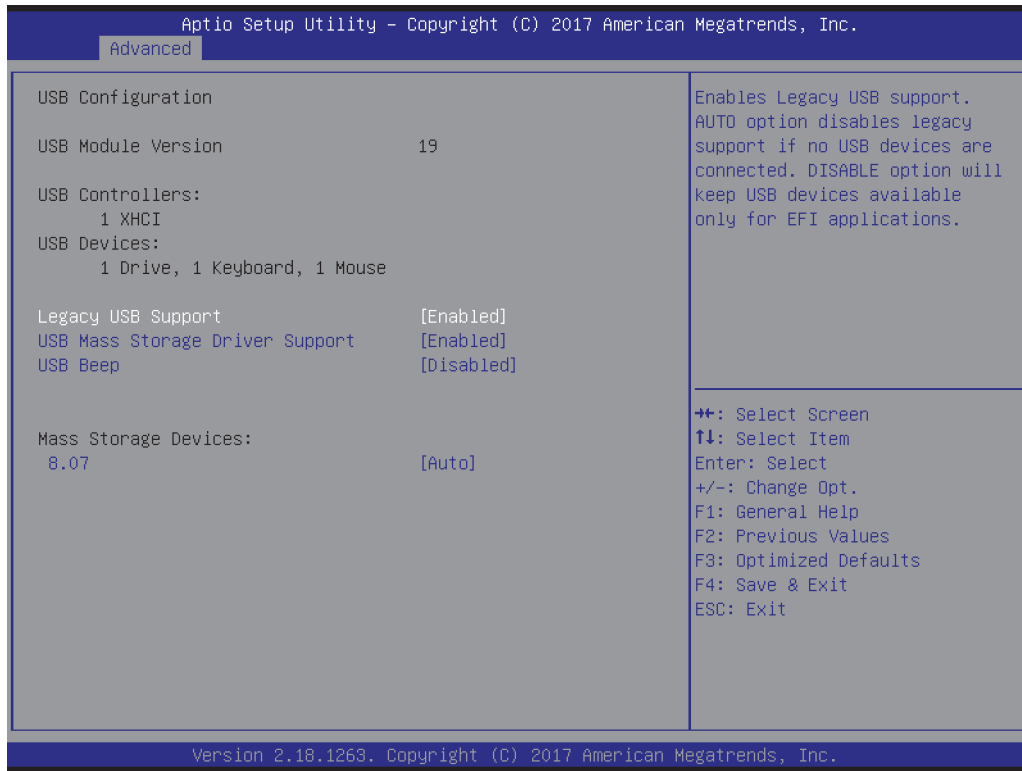 Aptio Setup Utility – Copyright (C) 2017 American Megatrends, Inc.
Advanced
USB Configuration
USB Module Version 19
USB Controllers:
1 XHCI
USB Devices:
1 Drive, 1 Keyboard, 1 Mouse
Legacy USB Support [Enabled]
USB Mass Storage Driver Support [Enabled]
USB Beep [Disabled]
Mass Storage Devices:
8.07 [Auto]
Enables Legacy USB support.
AUTO option disables legacy
support if no USB devices are
connected. DISABLE option will
keep USB devices available
only for EFI applications.
→←: Select Screen
↑↓: Select Item
Enter: Select
+/-: Change Opt.
F1: General Help
F2: Previous Values
F3: Optimized Defaults
F4: Save & Exit
ESC: Exit
Version 2.18.1263. Copyright (C) 2017 American Megatrends, Inc.